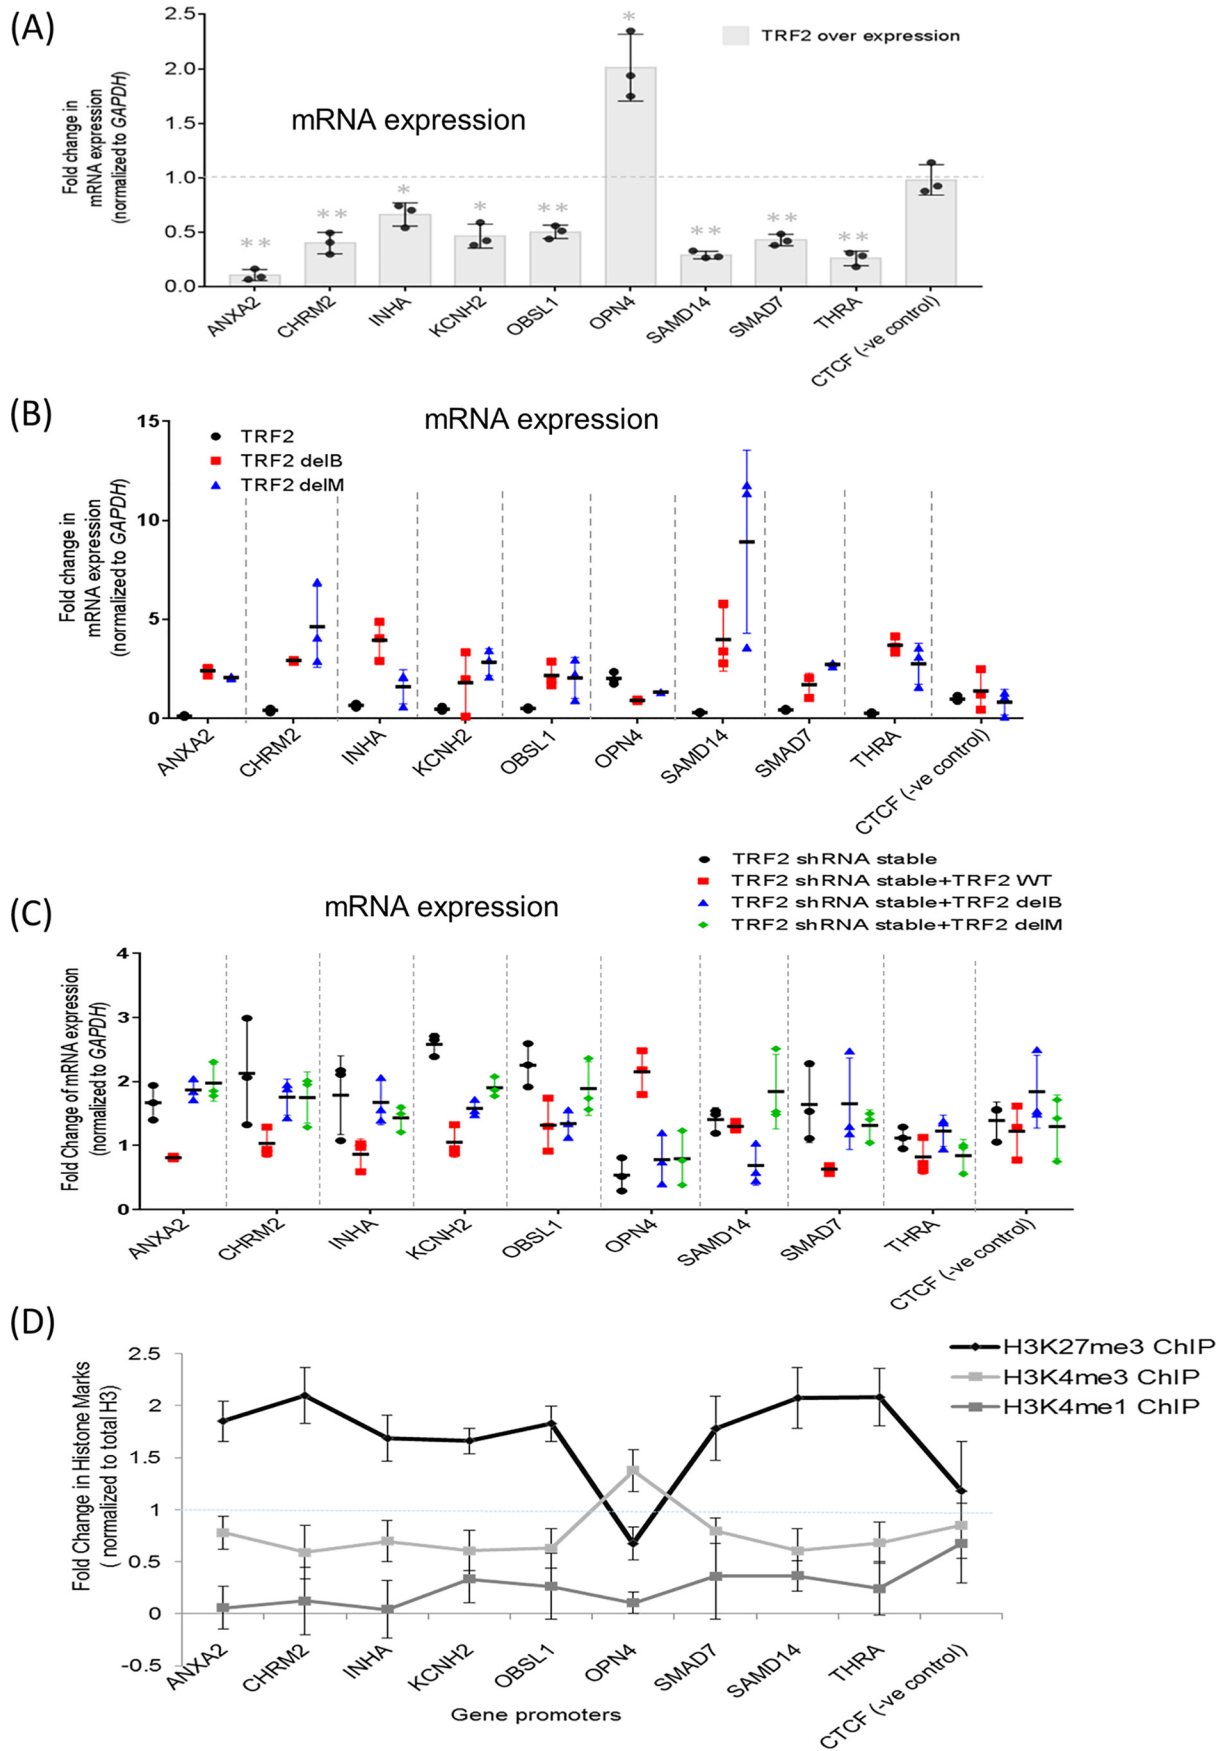 (A)
Fold change in
mRNA expression
(normalized to GAPDH)
2.5
2.0
1.5
1.0
0.5
0.0
mRNA expression
TRF2 over expression
**
**
*
*
**
*
**
**
**
ANXA2
CHRM2
INHA
KCNH2
OBSL1
OPN4
SAMD14
SMAD7
THRA
CTCF (-ve control)
(B)
mRNA expression
Fold change in
mRNA expression
(normalized to GAPDH)
15
10
5
0
TRF2
TRF2 delB
TRF2 delM
ANXA2
CHRM2
INHA
KCNH2
OBSL1
OPN4
SAMD14
SMAD7
THRA
CTCF (-ve control)
(C)
mRNA expression
TRF2 shRNA stable
TRF2 shRNA stable+TRF2 WT
TRF2 shRNA stable+TRF2 delB
TRF2 shRNA stable+TRF2 delM
Fold Change of mRNA expression
(normalized to GAPDH)
4
3
2
1
0
ANXA2
CHRM2
INHA
KCNH2
OBSL1
OPN4
SAMD14
SMAD7
THRA
CTCF (-ve control)
(D)
Fold Change in Histone Marks
( normalized to total H3)
2.5
2
1.5
1
0.5
0
-0.5
H3K27me3 ChIP
H3K4me3 ChIP
H3K4me1 ChIP
ANXA2
CHRM2
INHA
KCNH2
OBSL1
OPN4
SMAD7
SAMD14
THRA
CTCF (-ve control)
Gene promoters